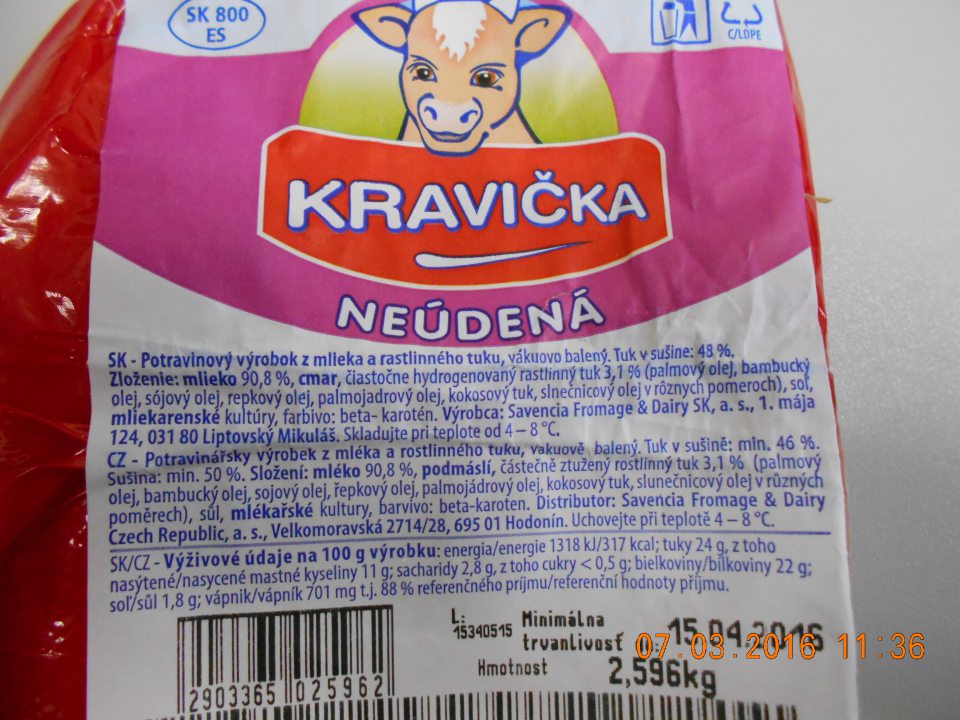 SK 800
ES
C/LDPE
KRAVIČKA
NEÚDENÁ
SK - Potravinový výrobok z mlieka a rastlinného tuku, vákuovo balený. Tuk v sušine: 48 %.
Zloženie: mlieko 90,8 %, cmar, čiastočne hydrogenovaný rastlinný tuk 3,1 % (palmový olej, bambucký
olej, sójový olej, repkový olej, palmojadrový olej, kokosový tuk, slnečnicový olej v rôznych pomeroch), soľ,
mliekarenské kultúry, farbivo: beta- karotén. Výrobca: Savencia Fromage & Dairy SK, a. s., 1. mája
124, 031 80 Liptovský Mikuláš. Skladujte pri teplote od 4 – 8 °C.
CZ - Potravinářsky výrobek z mléka a rostlinného tuku, vakuově balený. Tuk v sušině: min. 46 %.
Sušina: min. 50 %. Složení: mléko 90,8 %, podmáslí, částečně ztužený rostlinný tuk 3,1 % (palmový
olej, bambucký olej, sojový olej, řepkový olej, palmojádrový olej, kokosový tuk, slunečnicový olej v různých
poměrech), sůl, mlékařské kultury, barvivo: beta-karoten. Distributor: Savencia Fromage & Dairy
Czech Republic, a. s., Velkomoravská 2714/28, 695 01 Hodonín. Uchovejte při teplotě 4 – 8 °C.
SK/CZ - Výživové údaje na 100 g výrobku: energia/energie 1318 kJ/317 kcal; tuky 24 g, z toho
nasýtené/nasycené mastné kyseliny 11 g; sacharidy 2,8 g, z toho cukry < 0,5 g; bielkoviny/bílkoviny 22 g;
soľ/sůl 1,8 g; vápnik/vápník 701 mg t.j. 88 % referenčného príjmu/referenční hodnoty příjmu.
L:
15340515
Minimálna
trvanlivosť D: 15.04.2016
Hmotnost 2,596kg
07.03.2016 11:36
2903365 025962